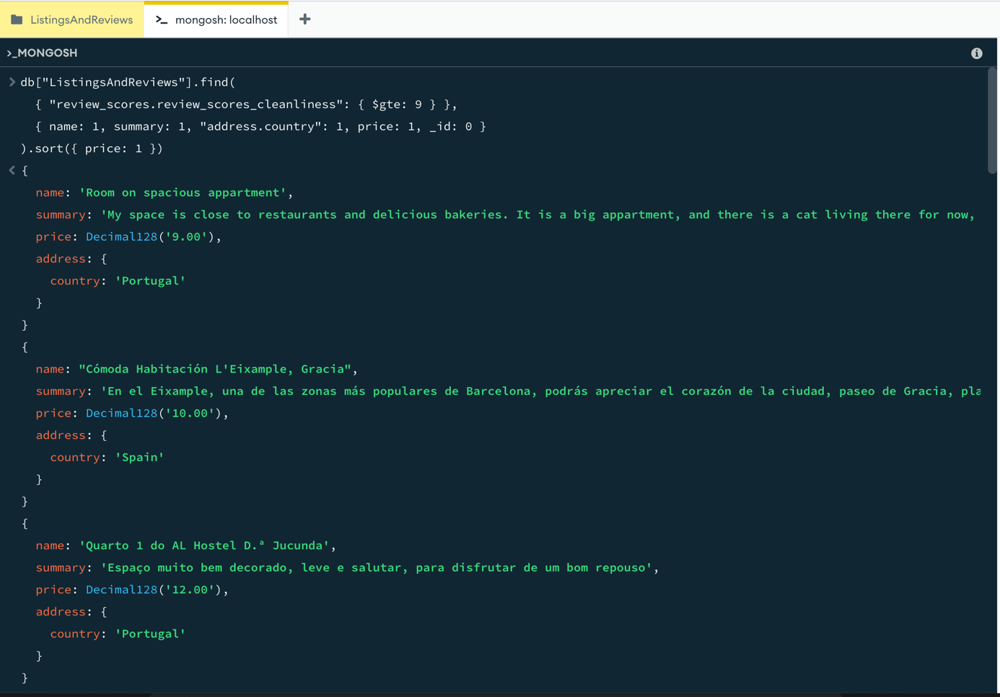 ListingsAndReviews
>_ mongosh: localhost +
>_MONGOSH
> db["ListingsAndReviews"].find(
{ "review_scores.review_scores_cleanliness": { $gte: 9 } },
{ name: 1, summary: 1, "address.country": 1, price: 1, _id: 0 }
).sort({ price: 1 })
< {
name: 'Room on spacious appartment',
summary: 'My space is close to restaurants and delicious bakeries. It is a big appartment, and there is a cat living there for now,
price: Decimal128('9.00'),
address: {
country: 'Portugal'
}
}
{
name: "Cómoda Habitación L'Eixample, Gracia",
summary: 'En el Eixample, una de las zonas más populares de Barcelona, podrás apreciar el corazón de la ciudad, paseo de Gracia, pla
price: Decimal128('10.00'),
address: {
country: 'Spain'
}
}
{
name: 'Quarto 1 do AL Hostel D.ª Jucunda',
summary: 'Espaço muito bem decorado, leve e salutar, para disfrutar de um bom repouso',
price: Decimal128('12.00'),
address: {
country: 'Portugal'
}
}